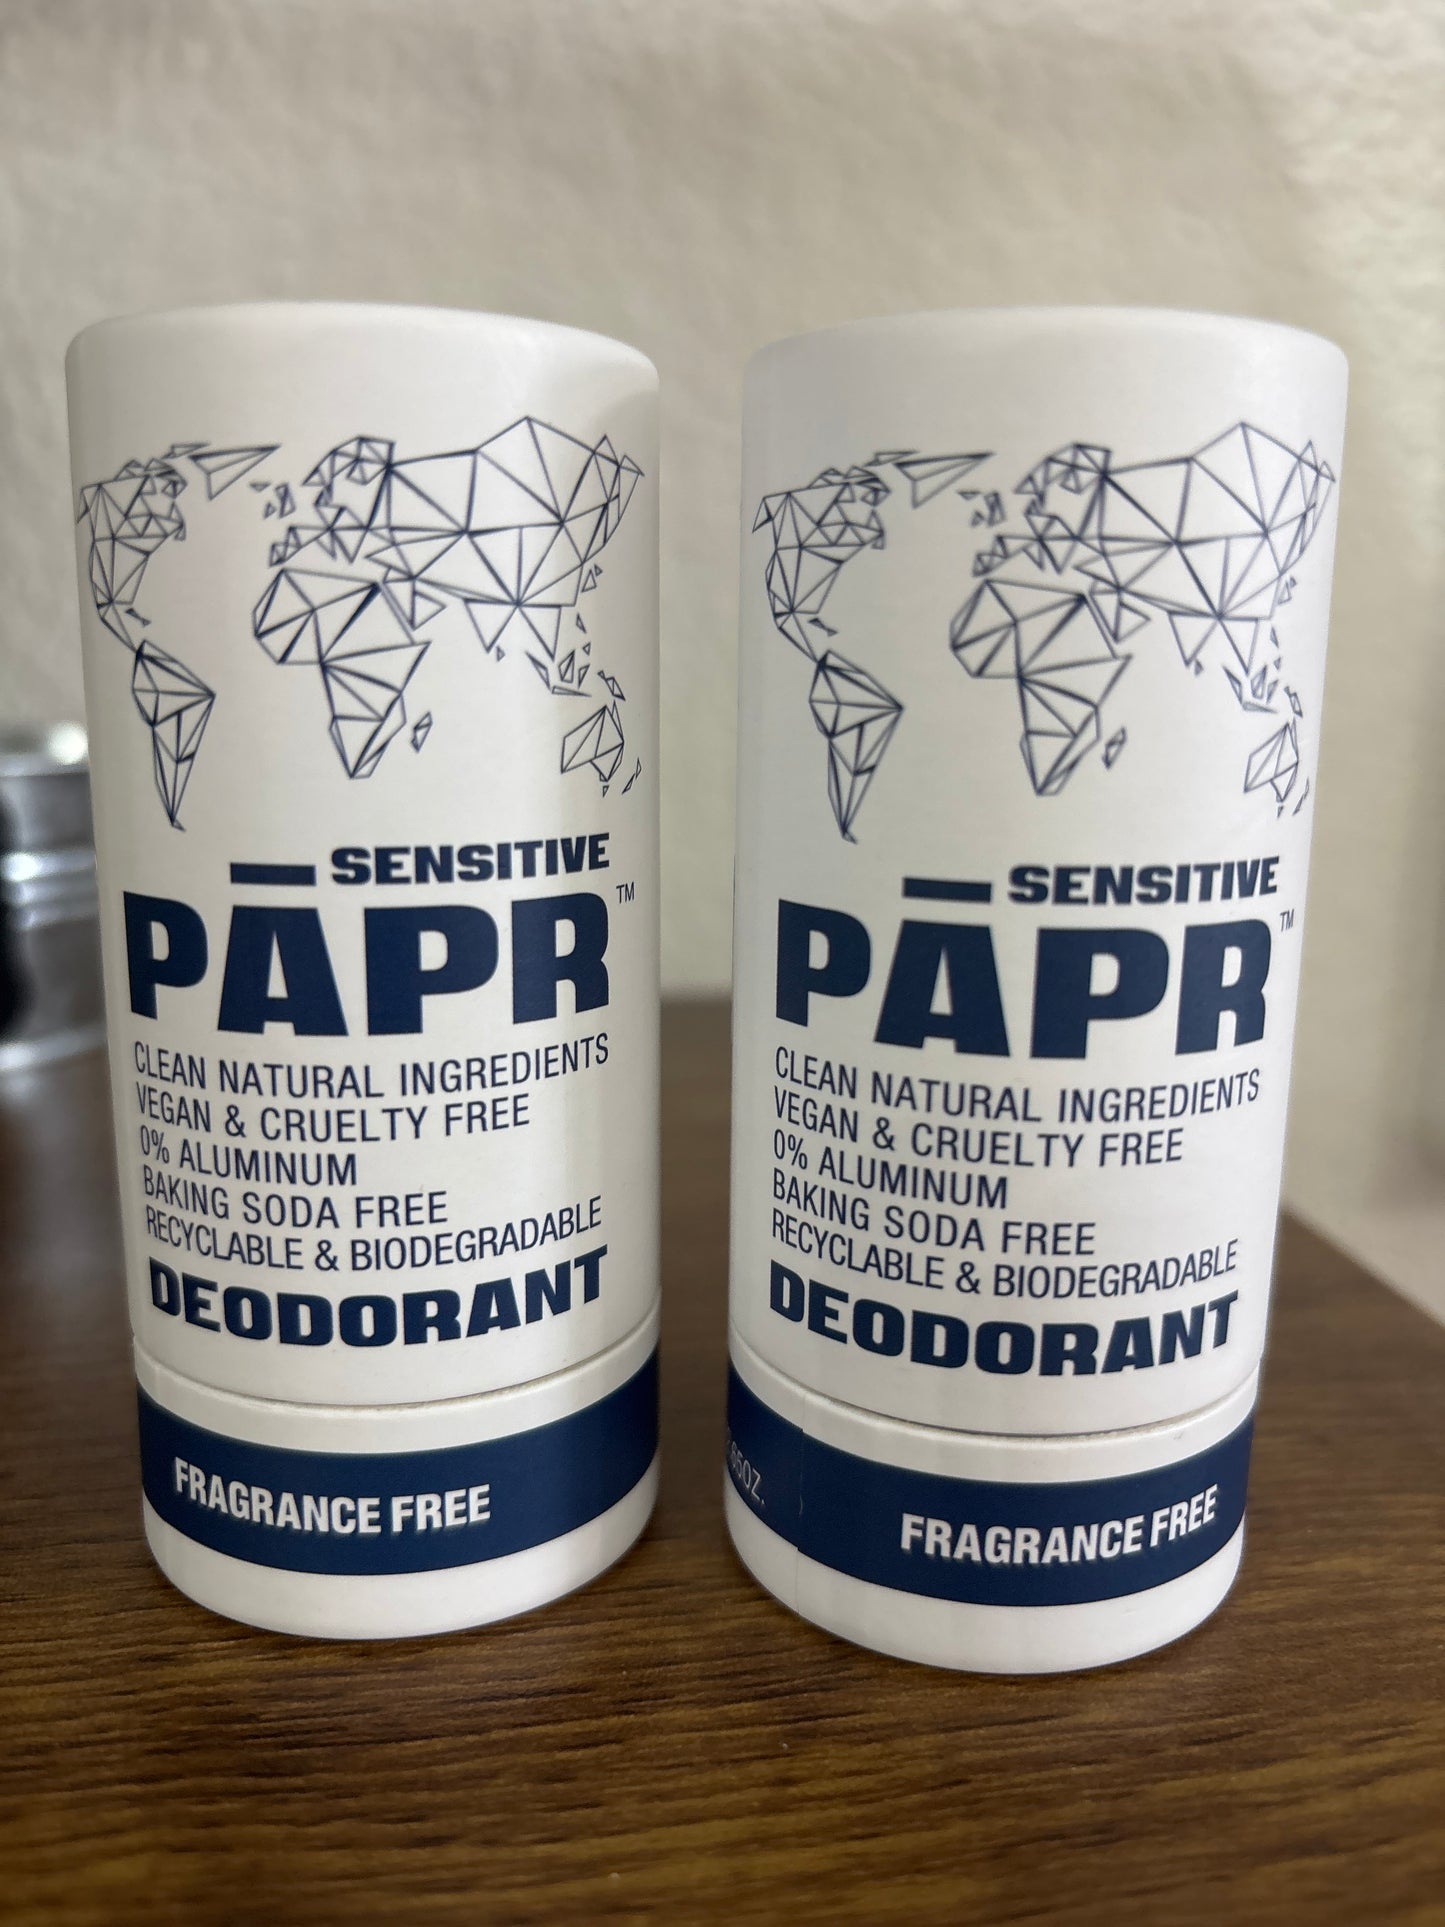 SENSITIVE
PĀPR™
CLEAN NATURAL INGREDIENTS
VEGAN & CRUELTY FREE
0% ALUMINUM
BAKING SODA FREE
RECYCLABLE & BIODEGRADABLE
DEODORANT
FRAGRANCE FREE
SENSITIVE
PĀPR™
CLEAN NATURAL INGREDIENTS
VEGAN & CRUELTY FREE
0% ALUMINUM
BAKING SODA FREE
RECYCLABLE & BIODEGRADABLE
DEODORANT
FRAGRANCE FREE